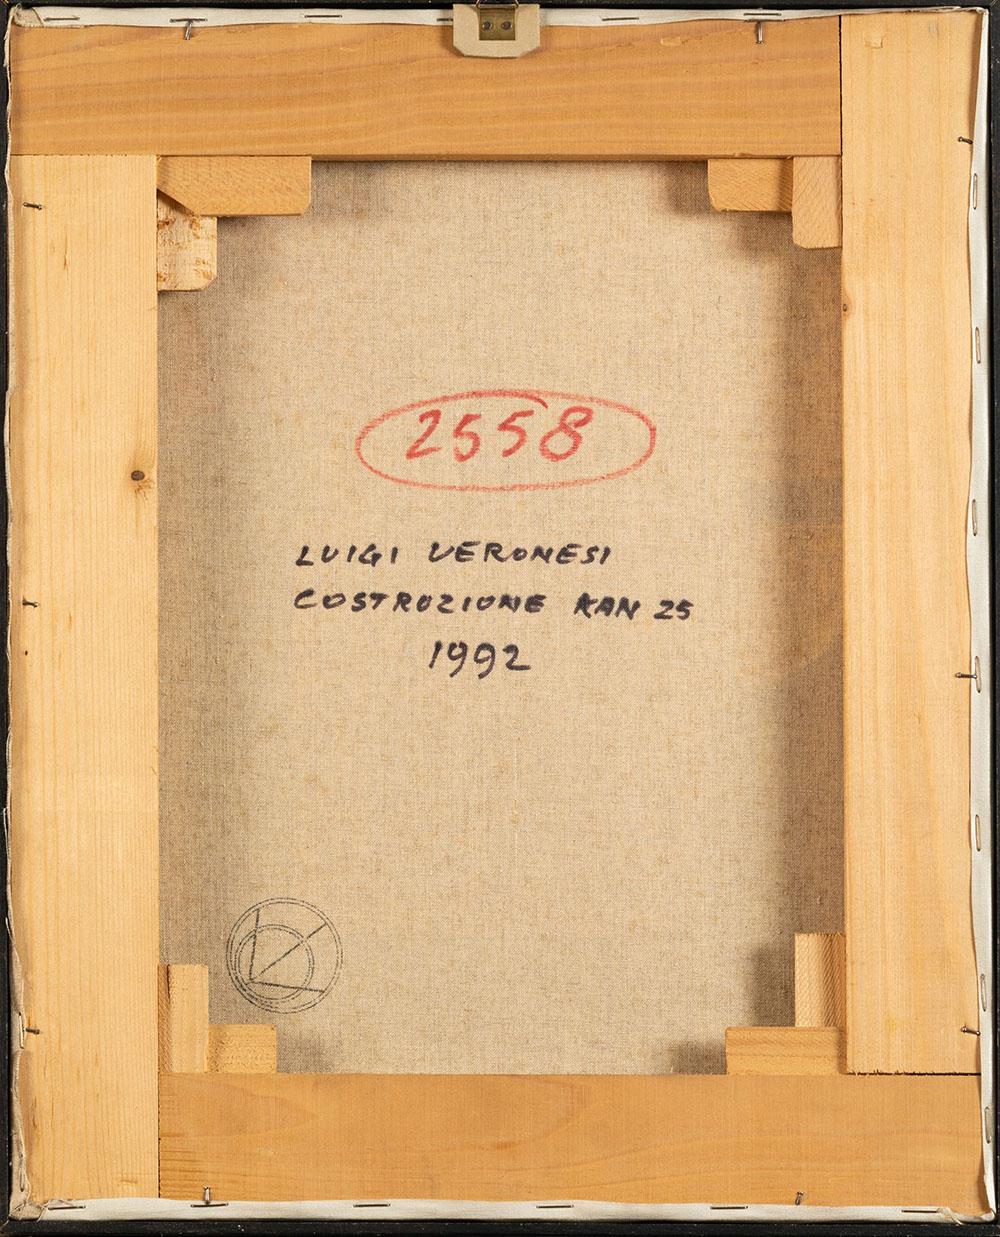 2558
LUIGI VERONESI
COSTRUZIONE KAN 25
1992